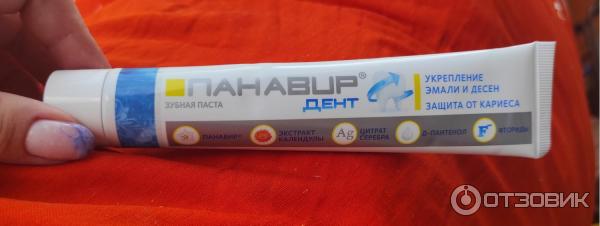 ПАНАВИР®
ДЕНТ
ЗУБНАЯ ПАСТА
УКРЕПЛЕНИЕ
ЭМАЛИ И ДЕСЕН
ЗАЩИТА ОТ КАРИЕСА
ПАНАВИР®
ЭКСТРАКТ
КАЛЕНДУЛЫ
Ag
ЦИТРАТ
СЕРЕБРА
D-ПАНТЕНОЛ
F
ФТОРИДЫ
ОТЗОВИК